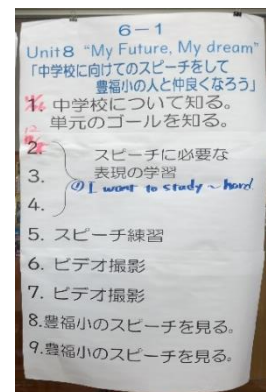 6-1
Unit8 "My Future, My dream"
「中学校に向けてのスピーチをして
豊福小の人と仲良くなろう」
1. 中学校について知る。
単元のゴールを知る。
2.
スピーチに必要な
3. 表現の学習
① I want to study ~ hard.
4.
5. スピーチ練習
6. ビデオ撮影
7. ビデオ撮影
8.豊福小のスピーチを見る。
9.豊福小のスピーチを見る。